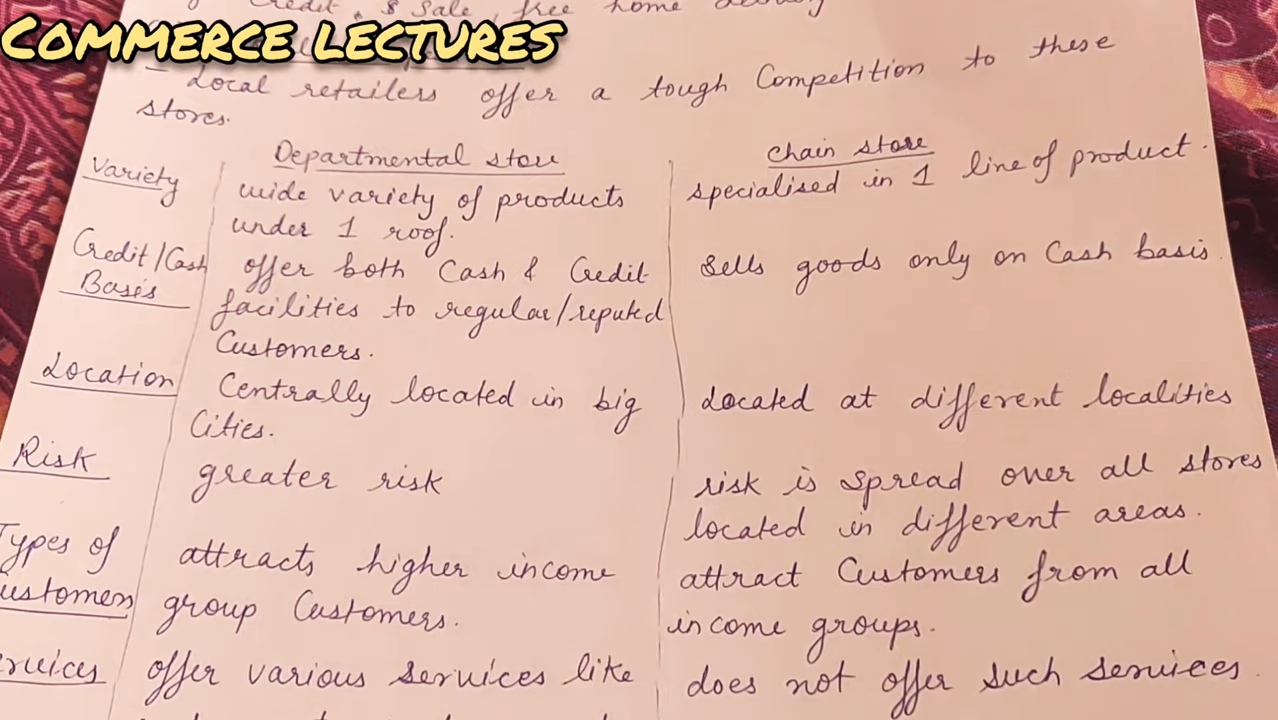 Credit, & Sale, free home delivery
COMMERCE LECTURES
- Local retailers offer a tough Competition to these
stores.
Departmental store
Chain store
Variety
wide variety of products
under 1 roof.
specialised in 1 line of product.
Credit/Cash
Basis
offer both Cash & Credit
facilities to regular/reputed
Customers.
Sells goods only on Cash basis.
Location
Centrally located in big
Cities.
Located at different localities
Risk
greater risk
risk is spread over all stores
located in different areas.
Types of
ustomers
attracts higher income
group Customers.
attract Customers from all
income groups.
ervices
offer various services like
does not offer such services.